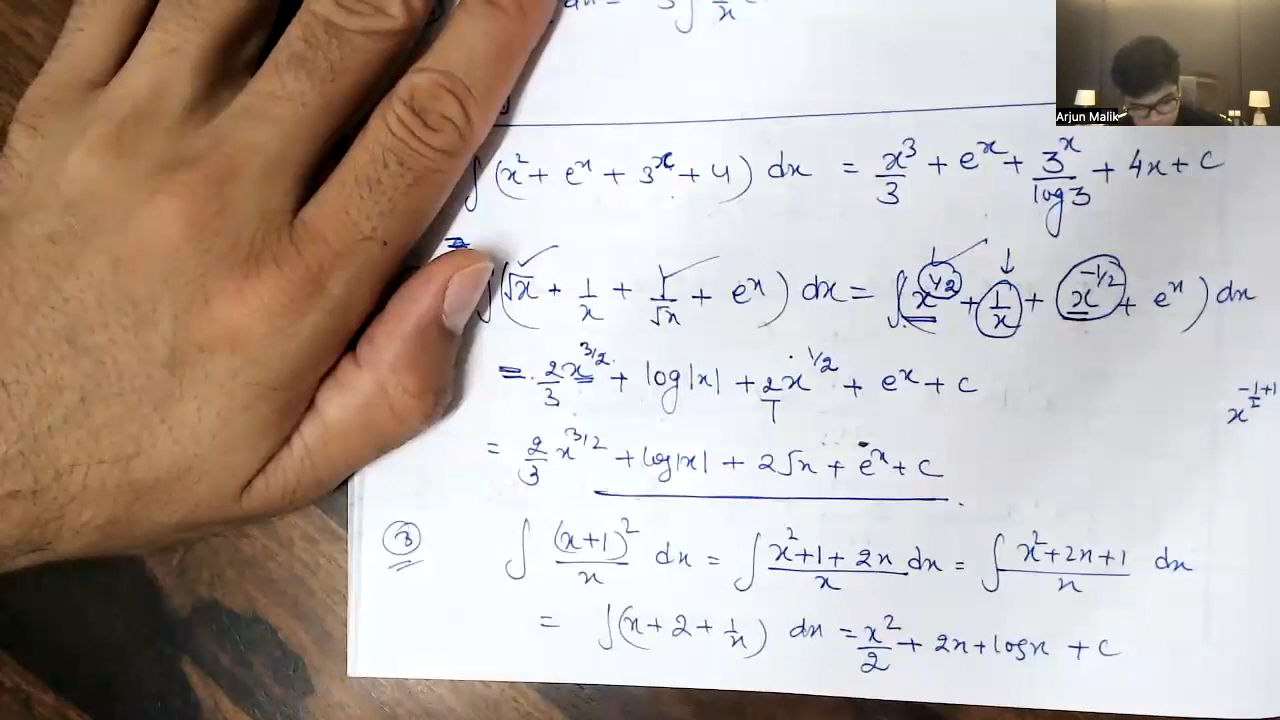 Arjun Malik
∫(x² + eˣ + 3ˣ + 4) dx = x³/3 + eˣ + 3ˣ/log3 + 4x + c
∫(√x + 1/x + 1/√x + eˣ) dx = ∫(x^1/2 + 1/x + x^-1/2 + eˣ) dx
= 2/3 x^3/2 + log|x| + 2/1 x^1/2 + eˣ + c
x^-1/2+1
= 2/3 x^3/2 + log|x| + 2√x + eˣ + c
③ ∫ (x+1)²/x dx = ∫ x²+1+2x/x dx = ∫ x²+2x+1/x dx
= ∫(x + 2 + 1/x) dx = x²/2 + 2x + logx + c